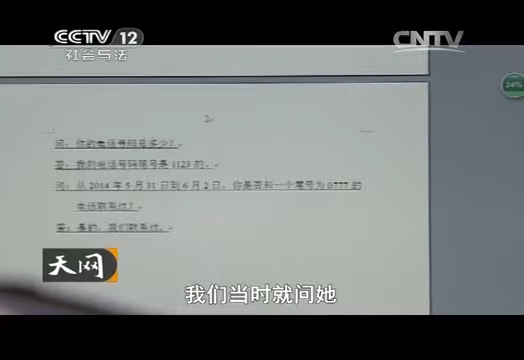 CCTV 12
社会与法
CNTV
24%
2
问：你的电话号码是多少？
答：我的电话号码尾号是1123的。
问：从2014年5月31日到6月2日，你是否和一个尾号为0777的
电话联系过？
答：是的，我们联系过。
天网
我们当时就问她